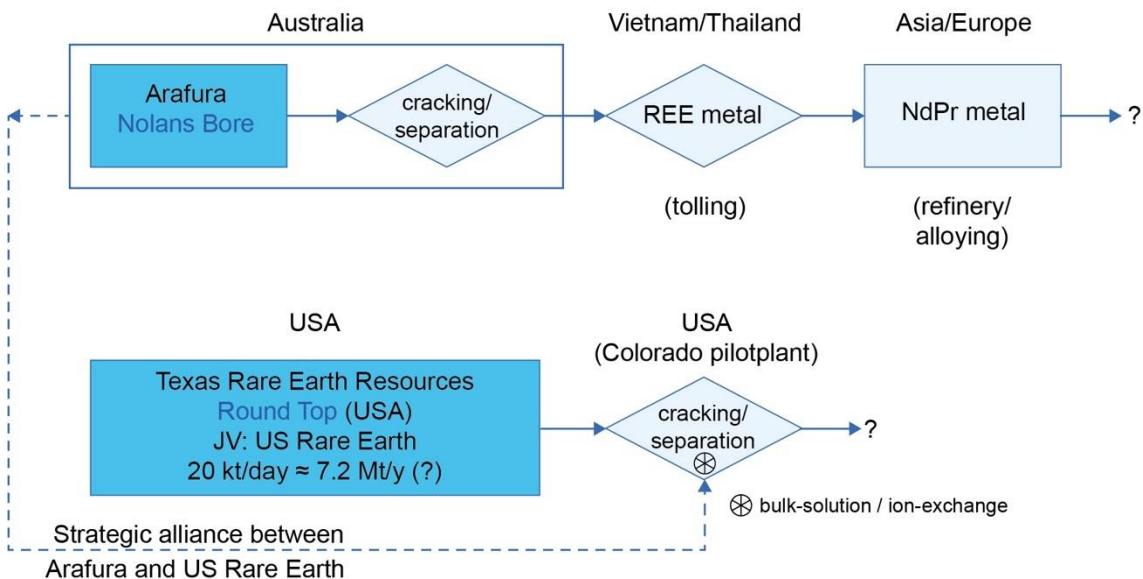 Australia
Vietnam/Thailand
Asia/Europe
Arafura
Nolans Bore
cracking/
separation
REE metal
NdPr metal
?
(tolling)
(refinery/
alloying)
USA
USA
(Colorado pilotplant)
Texas Rare Earth Resources
Round Top (USA)
JV: US Rare Earth
20 kt/day ≈ 7.2 Mt/y (?)
cracking/
separation
?
bulk-solution / ion-exchange
Strategic alliance between
Arafura and US Rare Earth